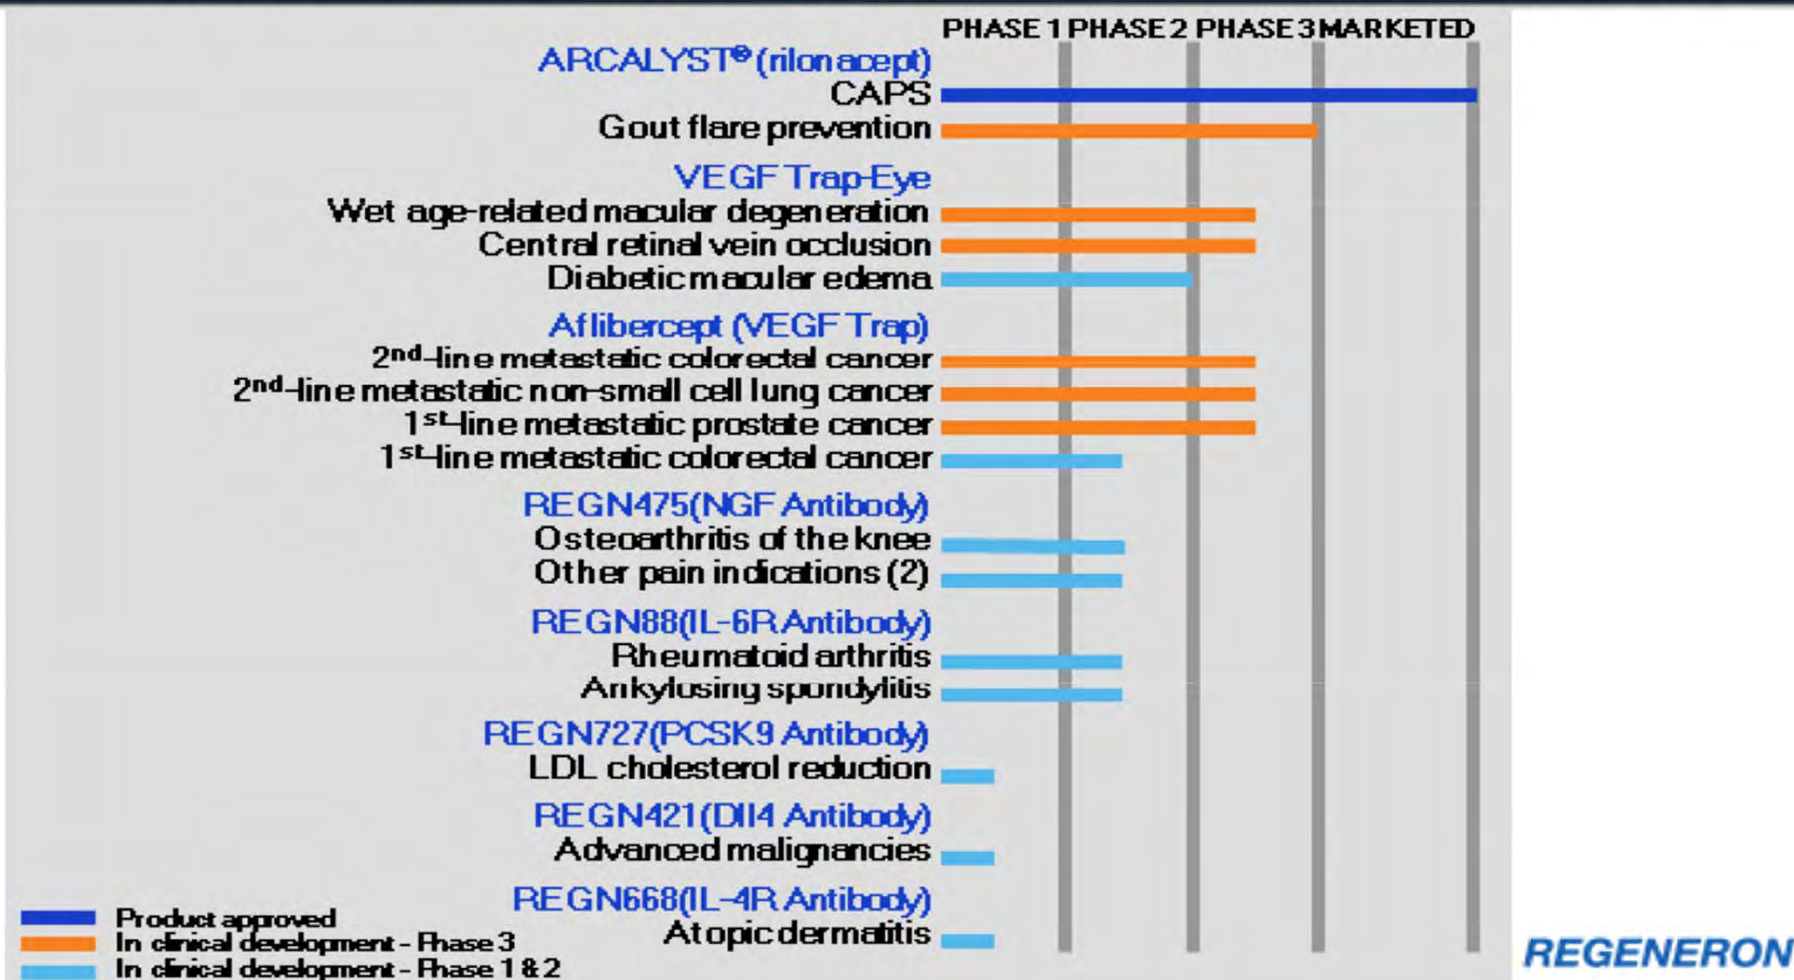 PHASE 1 PHASE 2 PHASE 3 MARKETED
ARCALYST® (rilonacept)
CAPS
Gout flare prevention
VEGF Trap-Eye
Wet age-related macular degeneration
Central retinal vein occlusion
Diabetic macular edema
Aflibercept (VEGF Trap)
2nd-line metastatic colorectal cancer
2nd-line metastatic non-small cell lung cancer
1st-line metastatic prostate cancer
1st-line metastatic colorectal cancer
REGN475(NGF Antibody)
Osteoarthritis of the knee
Other pain indications (2)
REGN88(IL-6R Antibody)
Rheumatoid arthritis
Ankylosing spondylitis
REGN727(PCSK9 Antibody)
LDL cholesterol reduction
REGN421(Dll4 Antibody)
Advanced malignancies
REGN668(IL-4R Antibody)
Atopic dermatitis
Product approved
In clinical development - Phase 3
In clinical development - Phase 1 & 2
REGENERON